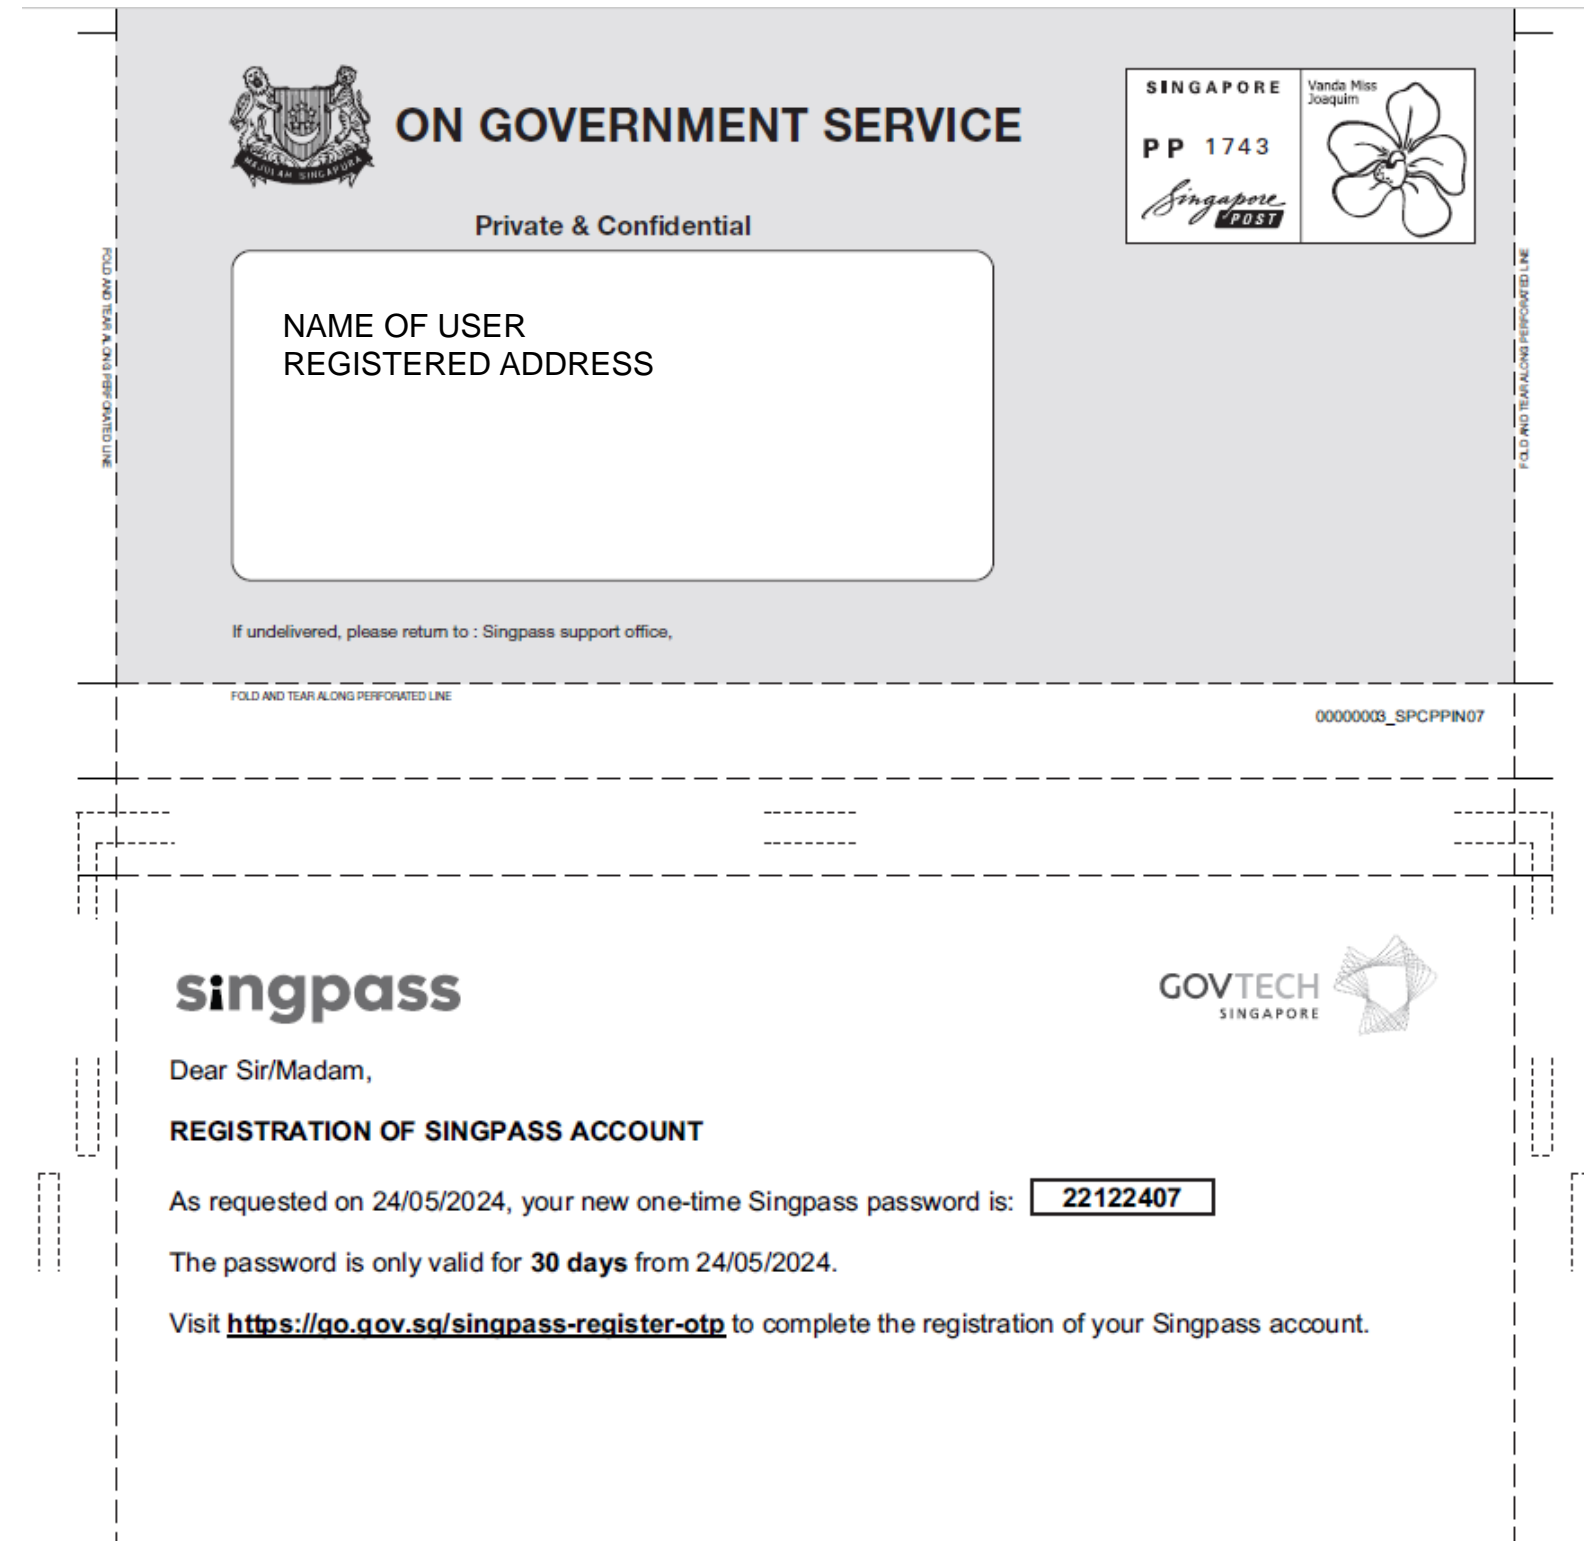 ON GOVERNMENT SERVICE
MAJULAH SINGAPURA
SINGAPORE
PP 1743
Singapore
POST
Vanda Miss
Joaquim
Private & Confidential
NAME OF USER
REGISTERED ADDRESS
FOLD AND TEAR ALONG PERFORATED LINE
FOLD AND TEAR ALONG PERFORATED LINE
If undelivered, please return to : Singpass support office,
FOLD AND TEAR ALONG PERFORATED LINE
00000003_SPCPPIN07
singpass
GOVTECH
SINGAPORE
Dear Sir/Madam,
REGISTRATION OF SINGPASS ACCOUNT
As requested on 24/05/2024, your new one-time Singpass password is: 22122407
The password is only valid for 30 days from 24/05/2024.
Visit https://go.gov.sg/singpass-register-otp to complete the registration of your Singpass account.